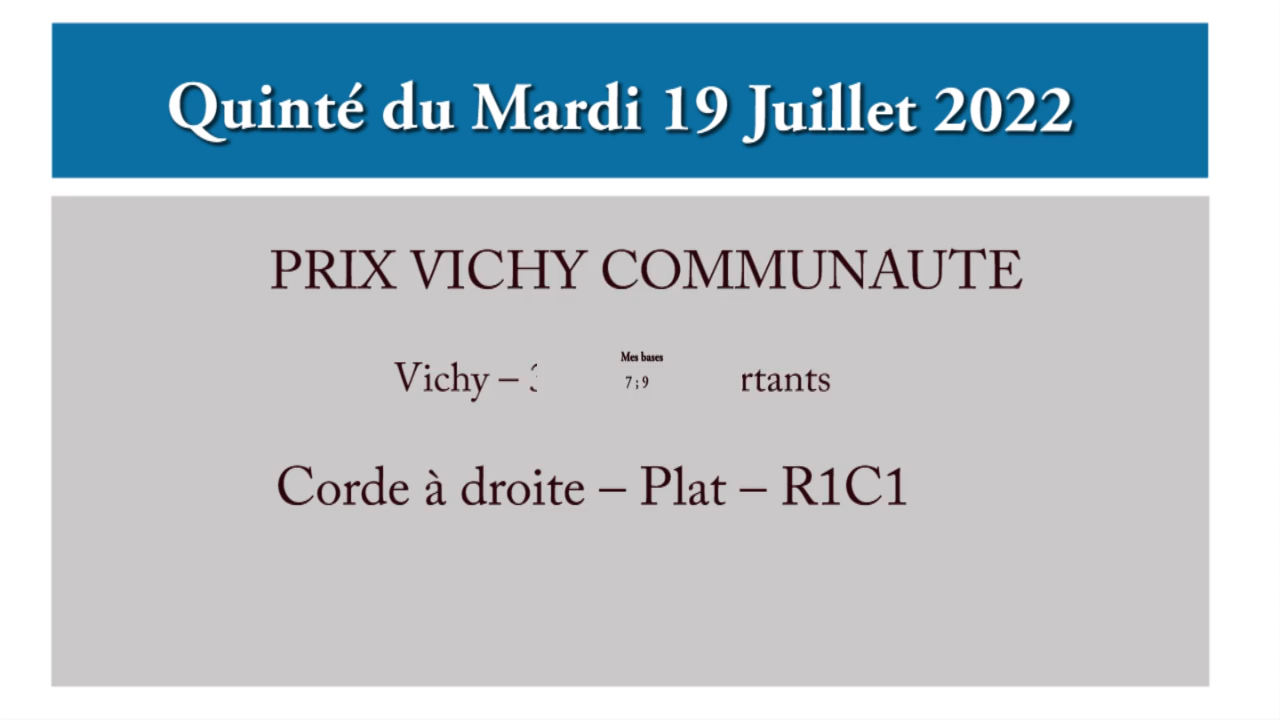 Quinté du Mardi 19 Juillet 2022
PRIX VICHY COMMUNAUTE
Vichy –
Mes bases
7 ; 9
rtants
Corde à droite – Plat – R1C1